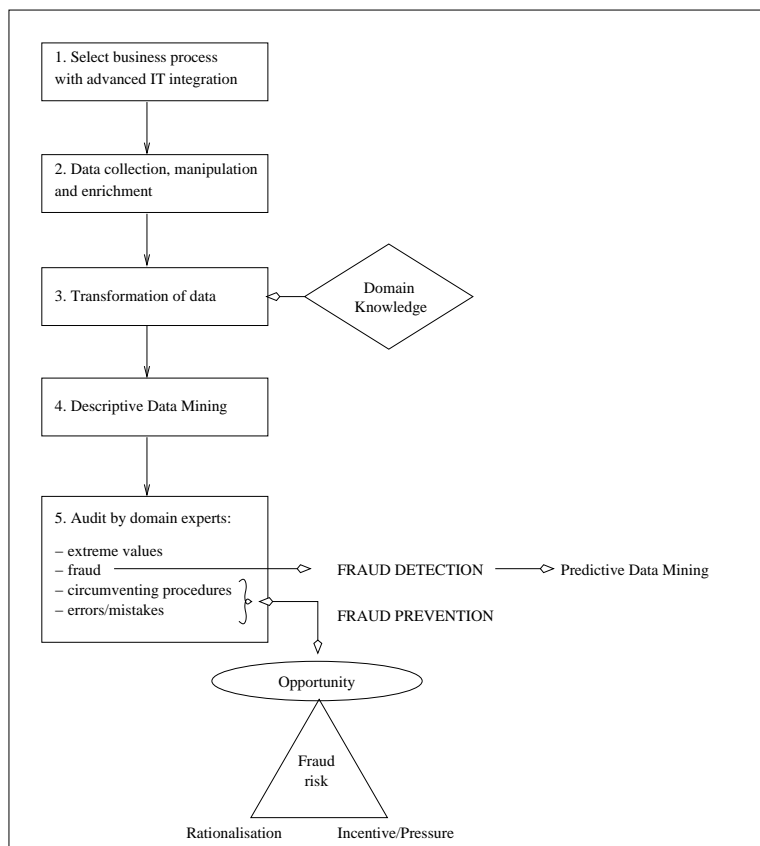 1. Select business process
with advanced IT integration
2. Data collection, manipulation
and enrichment
3. Transformation of data
Domain
Knowledge
4. Descriptive Data Mining
5. Audit by domain experts:
– extreme values
– fraud
– circumventing procedures
– errors/mistakes
FRAUD DETECTION
Predictive Data Mining
FRAUD PREVENTION
Opportunity
Fraud
risk
Rationalisation
Incentive/Pressure